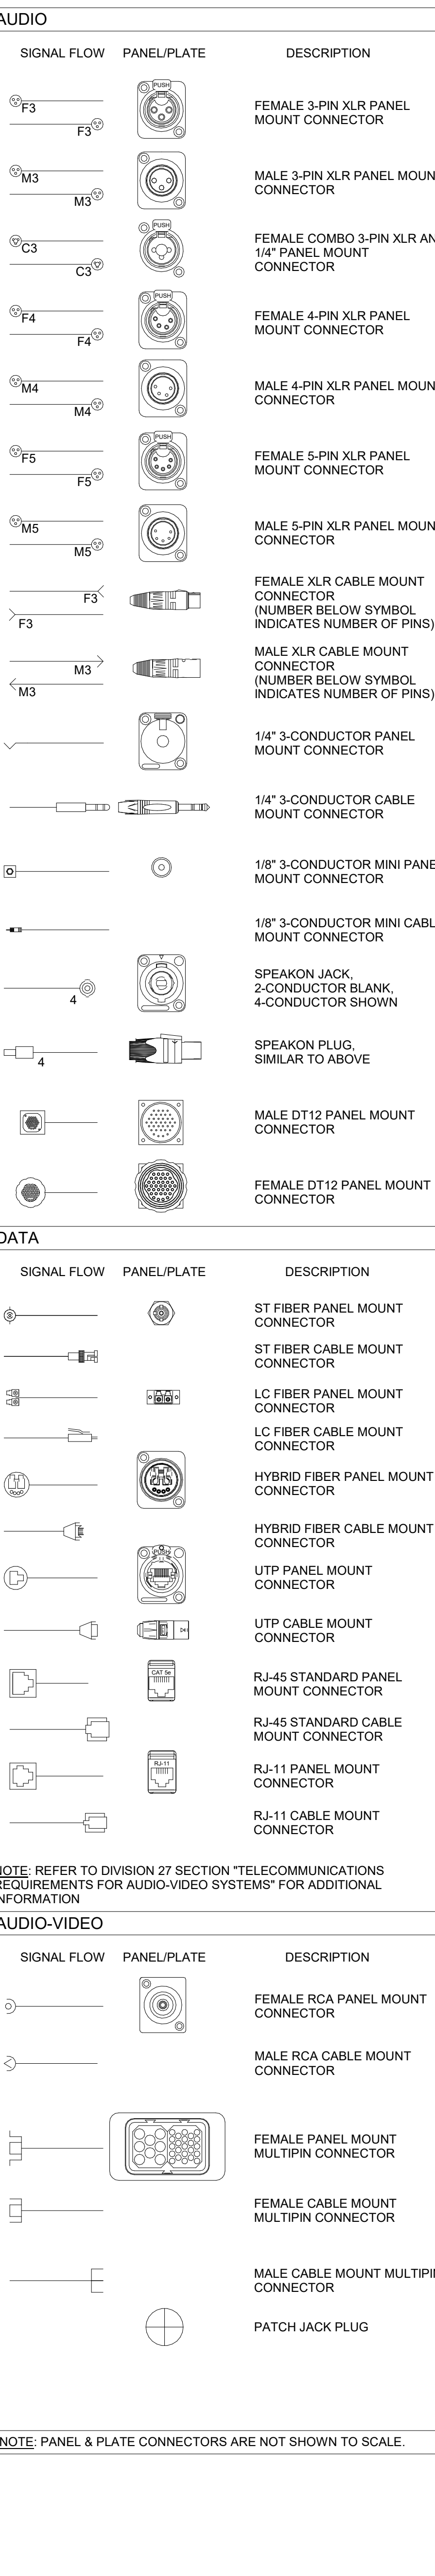 AUDIO
SIGNAL FLOW PANEL/PLATE DESCRIPTION
F3
F3
PUSH
FEMALE 3-PIN XLR PANEL
MOUNT CONNECTOR
M3
M3
MALE 3-PIN XLR PANEL MOUN
CONNECTOR
C3
C3
PUSH
FEMALE COMBO 3-PIN XLR AN
1/4" PANEL MOUNT
CONNECTOR
F4
F4
PUSH
FEMALE 4-PIN XLR PANEL
MOUNT CONNECTOR
M4
M4
MALE 4-PIN XLR PANEL MOUN
CONNECTOR
F5
F5
PUSH
FEMALE 5-PIN XLR PANEL
MOUNT CONNECTOR
M5
M5
MALE 5-PIN XLR PANEL MOUN
CONNECTOR
F3
F3
FEMALE XLR CABLE MOUNT
CONNECTOR
(NUMBER BELOW SYMBOL
INDICATES NUMBER OF PINS)
M3
M3
MALE XLR CABLE MOUNT
CONNECTOR
(NUMBER BELOW SYMBOL
INDICATES NUMBER OF PINS)
1/4" 3-CONDUCTOR PANEL
MOUNT CONNECTOR
1/4" 3-CONDUCTOR CABLE
MOUNT CONNECTOR
1/8" 3-CONDUCTOR MINI PANE
MOUNT CONNECTOR
1/8" 3-CONDUCTOR MINI CABL
MOUNT CONNECTOR
4
SPEAKON JACK,
2-CONDUCTOR BLANK,
4-CONDUCTOR SHOWN
4
SPEAKON PLUG,
SIMILAR TO ABOVE
MALE DT12 PANEL MOUNT
CONNECTOR
FEMALE DT12 PANEL MOUNT
CONNECTOR
DATA
SIGNAL FLOW PANEL/PLATE DESCRIPTION
ST FIBER PANEL MOUNT
CONNECTOR
ST FIBER CABLE MOUNT
CONNECTOR
LC FIBER PANEL MOUNT
CONNECTOR
LC FIBER CABLE MOUNT
CONNECTOR
HYBRID FIBER PANEL MOUNT
CONNECTOR
HYBRID FIBER CABLE MOUNT
CONNECTOR
PUSH
UTP PANEL MOUNT
CONNECTOR
UTP CABLE MOUNT
CONNECTOR
CAT 5e
RJ-45 STANDARD PANEL
MOUNT CONNECTOR
RJ-45 STANDARD CABLE
MOUNT CONNECTOR
RJ-11
RJ-11 PANEL MOUNT
CONNECTOR
RJ-11 CABLE MOUNT
CONNECTOR
NOTE: REFER TO DIVISION 27 SECTION "TELECOMMUNICATIONS
REQUIREMENTS FOR AUDIO-VIDEO SYSTEMS" FOR ADDITIONAL
INFORMATION
AUDIO-VIDEO
SIGNAL FLOW PANEL/PLATE DESCRIPTION
FEMALE RCA PANEL MOUNT
CONNECTOR
MALE RCA CABLE MOUNT
CONNECTOR
FEMALE PANEL MOUNT
MULTIPIN CONNECTOR
FEMALE CABLE MOUNT
MULTIPIN CONNECTOR
MALE CABLE MOUNT MULTIPI
CONNECTOR
PATCH JACK PLUG
NOTE: PANEL & PLATE CONNECTORS ARE NOT SHOWN TO SCALE.